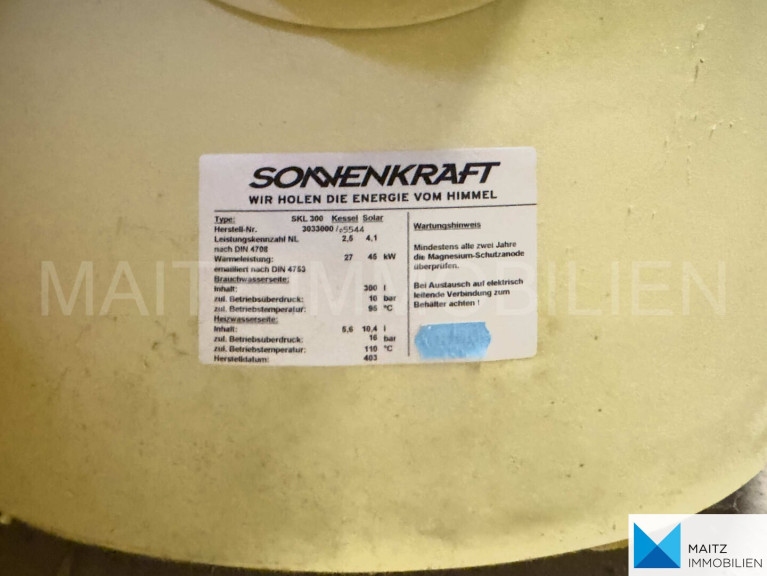 SONNENKRAFT
WIR HOLEN DIE ENERGIE VOM HIMMEL
Type: SKL 300 Kessel Solar
Herstell-Nr. 3033000/
Leistungskennzahl NL 2,5 4,1
nach DIN 4708
Warmeleistung: 27 45 kW
emailliert nach DIN 4753
Brauchwasserseite:
Inhalt: 300 l
zul. Betriebsüberdruck: 10 bar
zul. Betriebstemperatur: 95 °C
Heizwasserseite:
Inhalt: 5,6 10,4 l
zul. Betriebsüberdruck: 16 bar
zul. Betriebstemperatur: 110 °C
Herstelldatum: 403
Wartungshinweis
Mindestens alle zwei Jahre
die Magnesium-Schutzanode
überprüfen.
Bei Austausch auf elektrisch
leitende Verbindung zum
Behälter achten !
MAITZ IMMOBILIEN
MAITZ
IMMOBILIEN